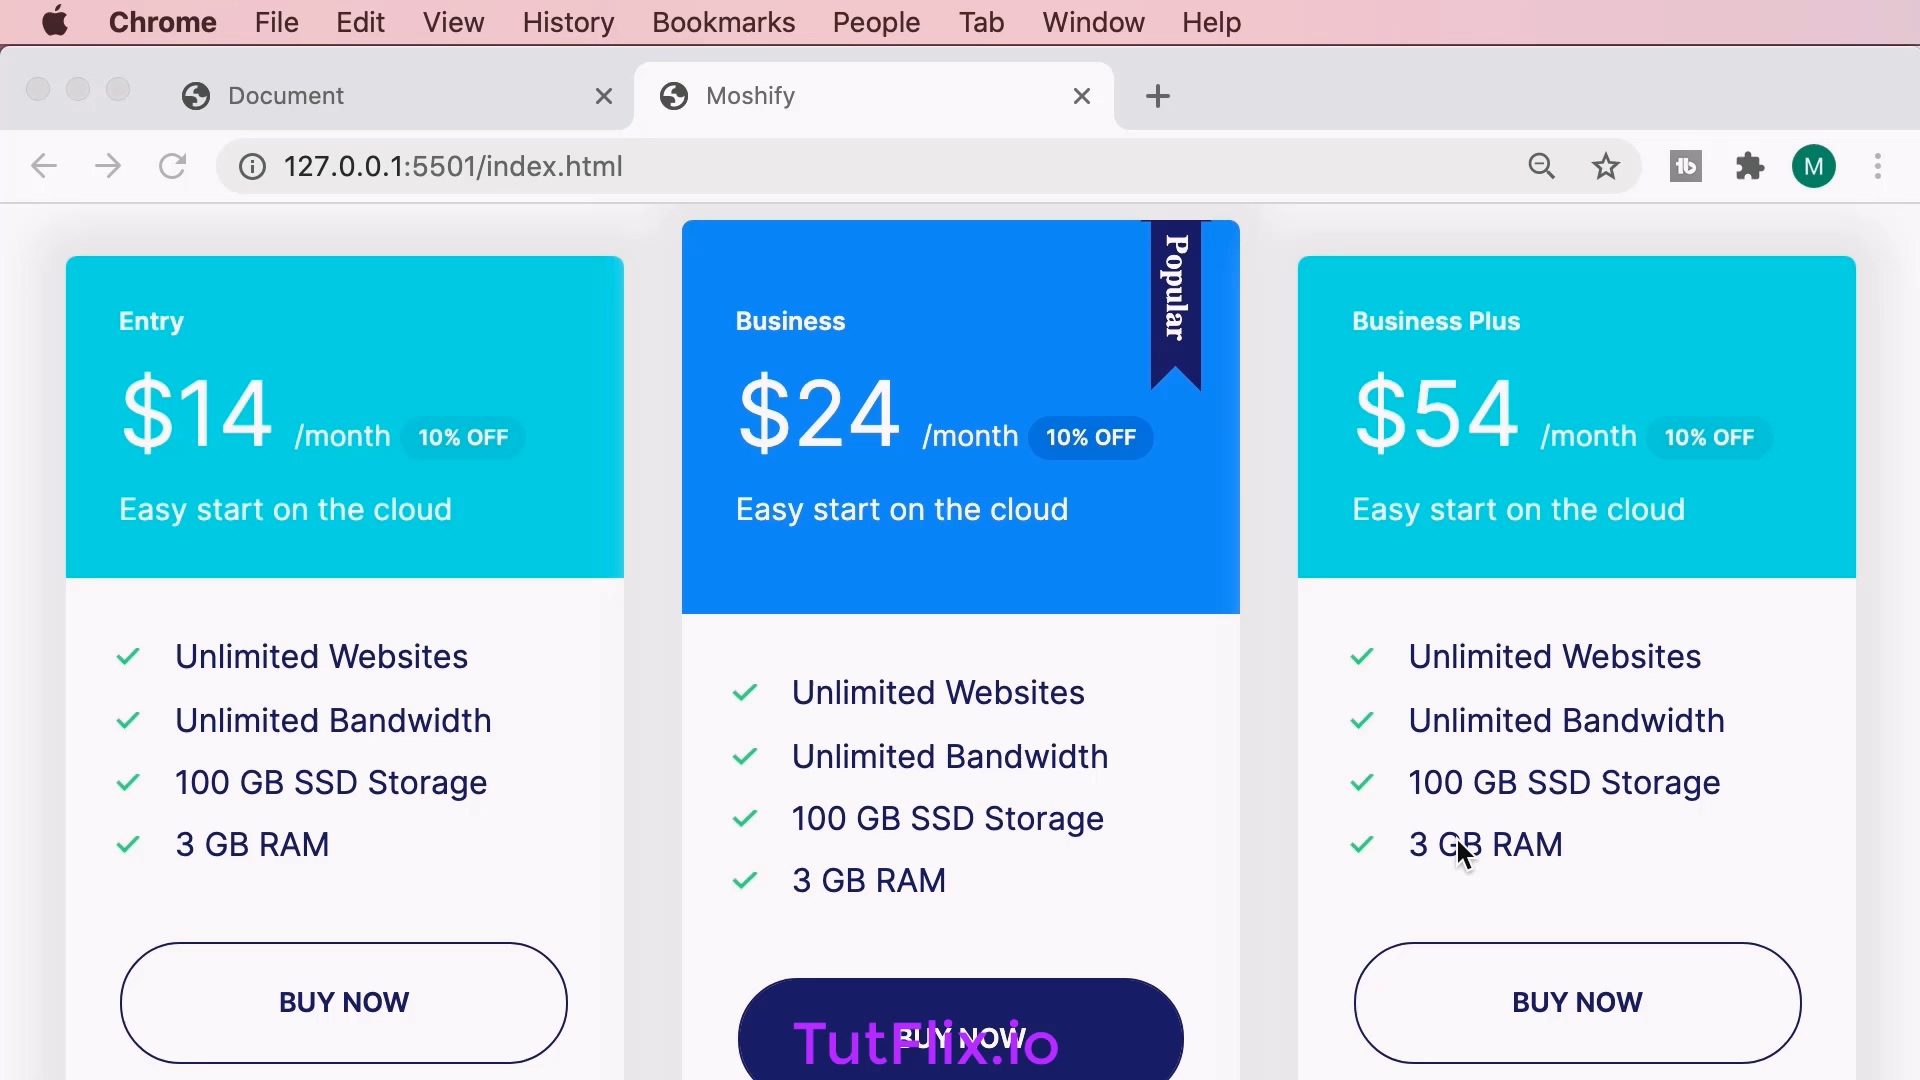 Chrome File Edit View History Bookmarks People Tab Window Help
Document
Moshify
127.0.0.1:5501/index.html
M
Entry
$14 /month 10% OFF
Easy start on the cloud
Unlimited Websites
Unlimited Bandwidth
100 GB SSD Storage
3 GB RAM
BUY NOW
Popular
Business
$24 /month 10% OFF
Easy start on the cloud
Unlimited Websites
Unlimited Bandwidth
100 GB SSD Storage
3 GB RAM
BUY NOW
TutFlix.io
Business Plus
$54 /month 10% OFF
Easy start on the cloud
Unlimited Websites
Unlimited Bandwidth
100 GB SSD Storage
3 GB RAM
BUY NOW